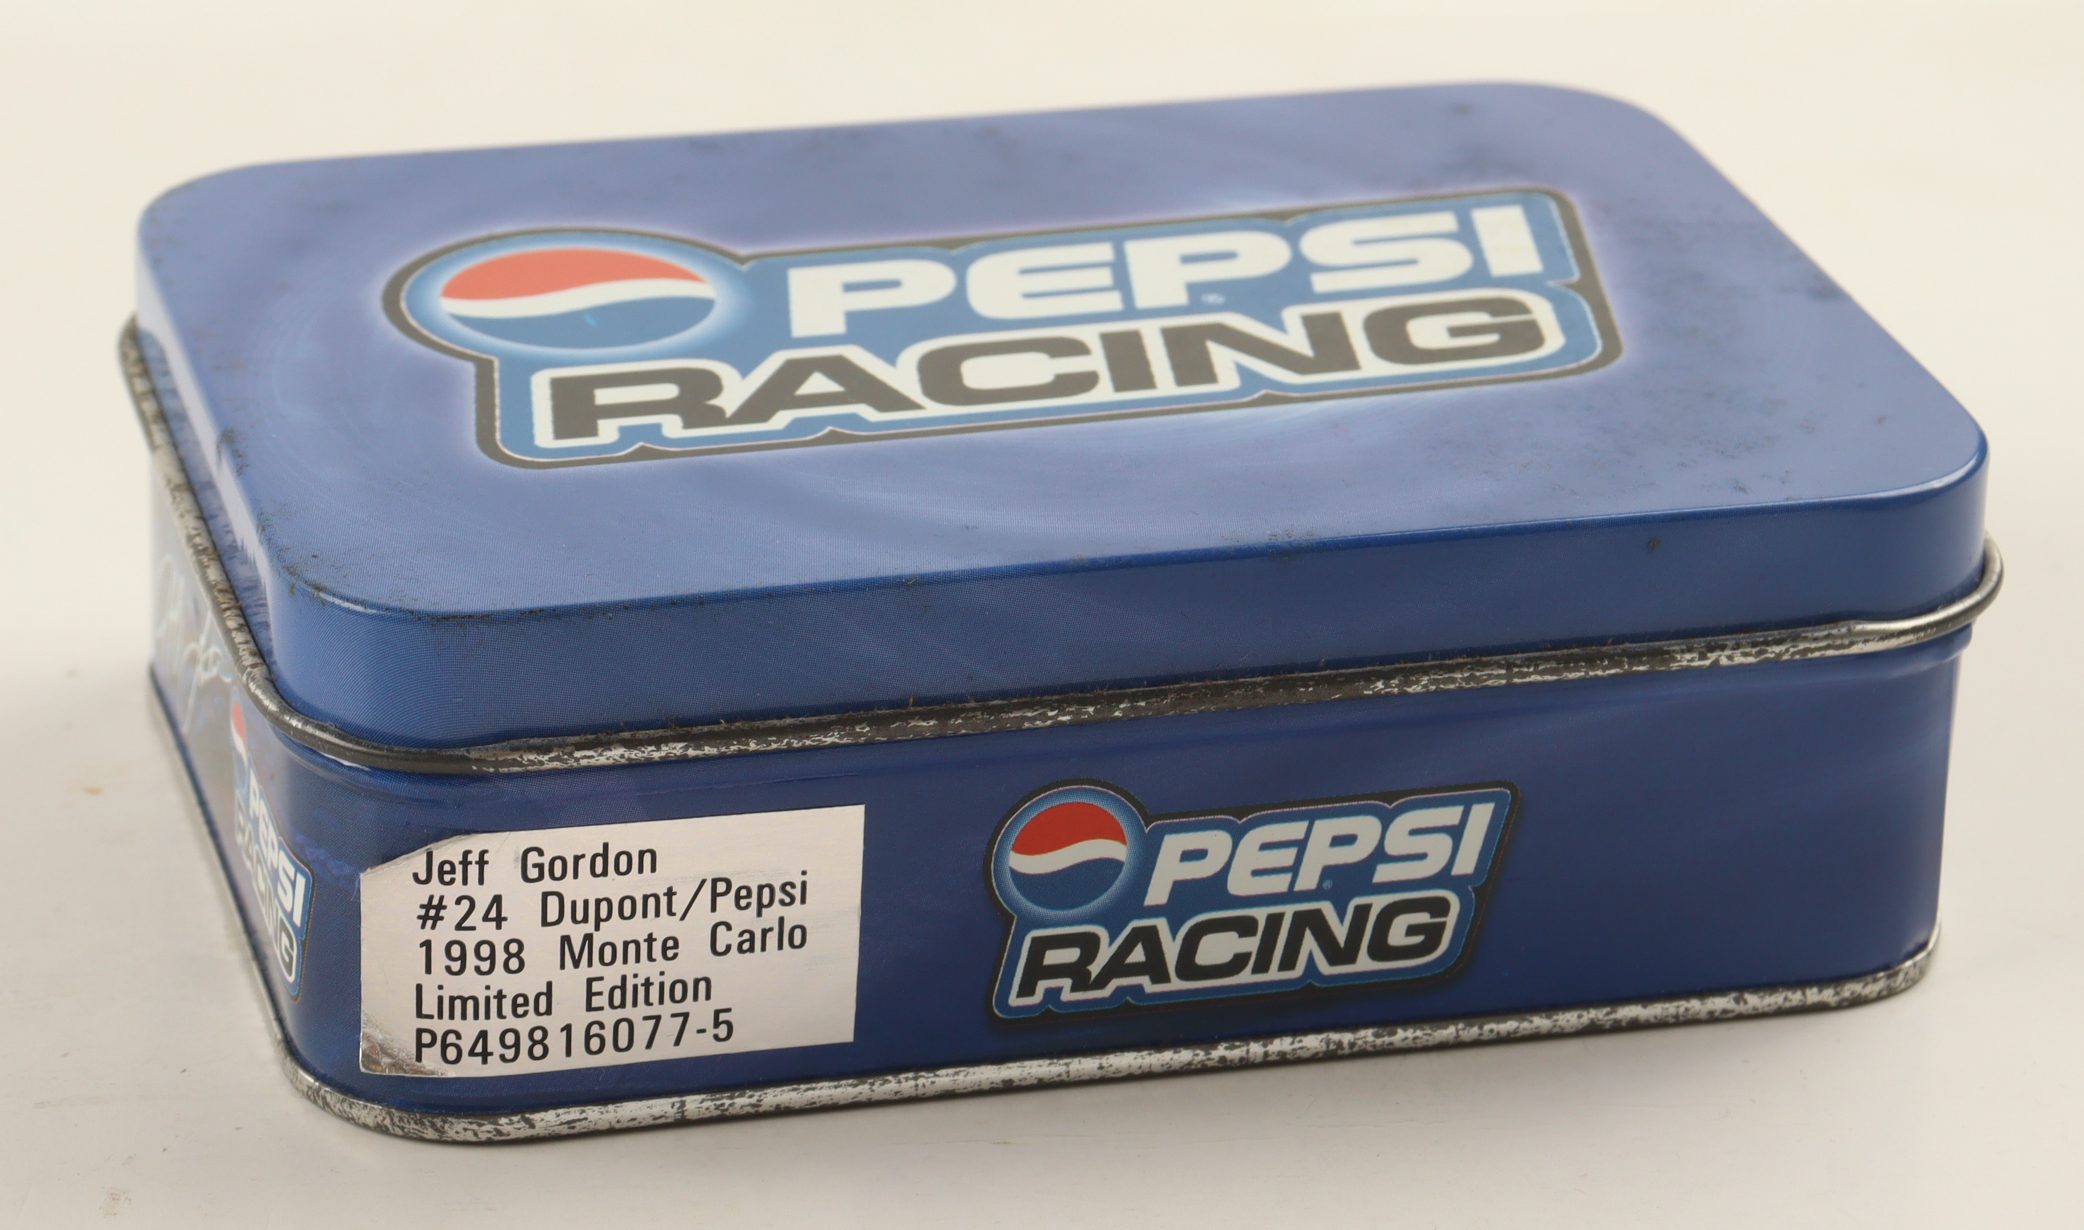 PEPSI
RACING
Jeff Gordon
#24 Dupont/Pepsi
1998 Monte Carlo
Limited Edition
P649816077-5
PEPSI
RACING
PEPSI
RACING